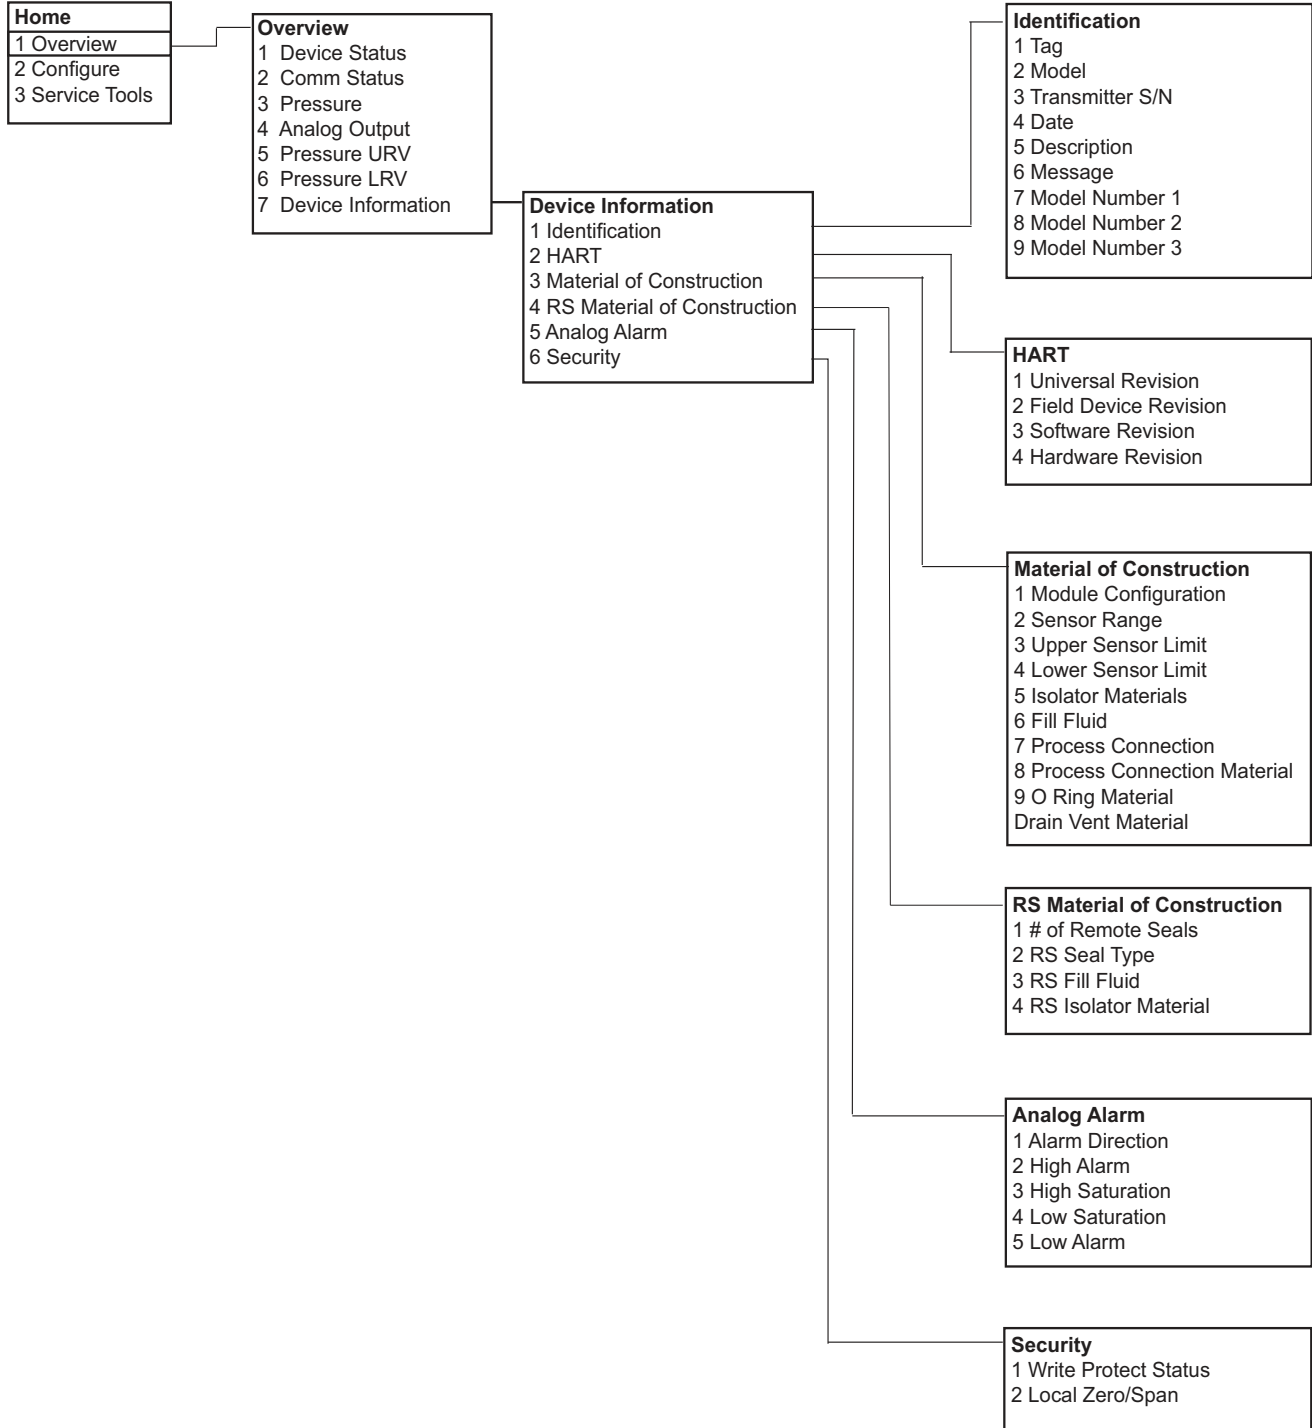 Home
1 Overview
2 Configure
3 Service Tools
Overview
1 Device Status
2 Comm Status
3 Pressure
4 Analog Output
5 Pressure URV
6 Pressure LRV
7 Device Information
Device Information
1 Identification
2 HART
3 Material of Construction
4 RS Material of Construction
5 Analog Alarm
6 Security
Identification
1 Tag
2 Model
3 Transmitter S/N
4 Date
5 Description
6 Message
7 Model Number 1
8 Model Number 2
9 Model Number 3
HART
1 Universal Revision
2 Field Device Revision
3 Software Revision
4 Hardware Revision
Material of Construction
1 Module Configuration
2 Sensor Range
3 Upper Sensor Limit
4 Lower Sensor Limit
5 Isolator Materials
6 Fill Fluid
7 Process Connection
8 Process Connection Material
9 O Ring Material
Drain Vent Material
RS Material of Construction
1 # of Remote Seals
2 RS Seal Type
3 RS Fill Fluid
4 RS Isolator Material
Analog Alarm
1 Alarm Direction
2 High Alarm
3 High Saturation
4 Low Saturation
5 Low Alarm
Security
1 Write Protect Status
2 Local Zero/Span